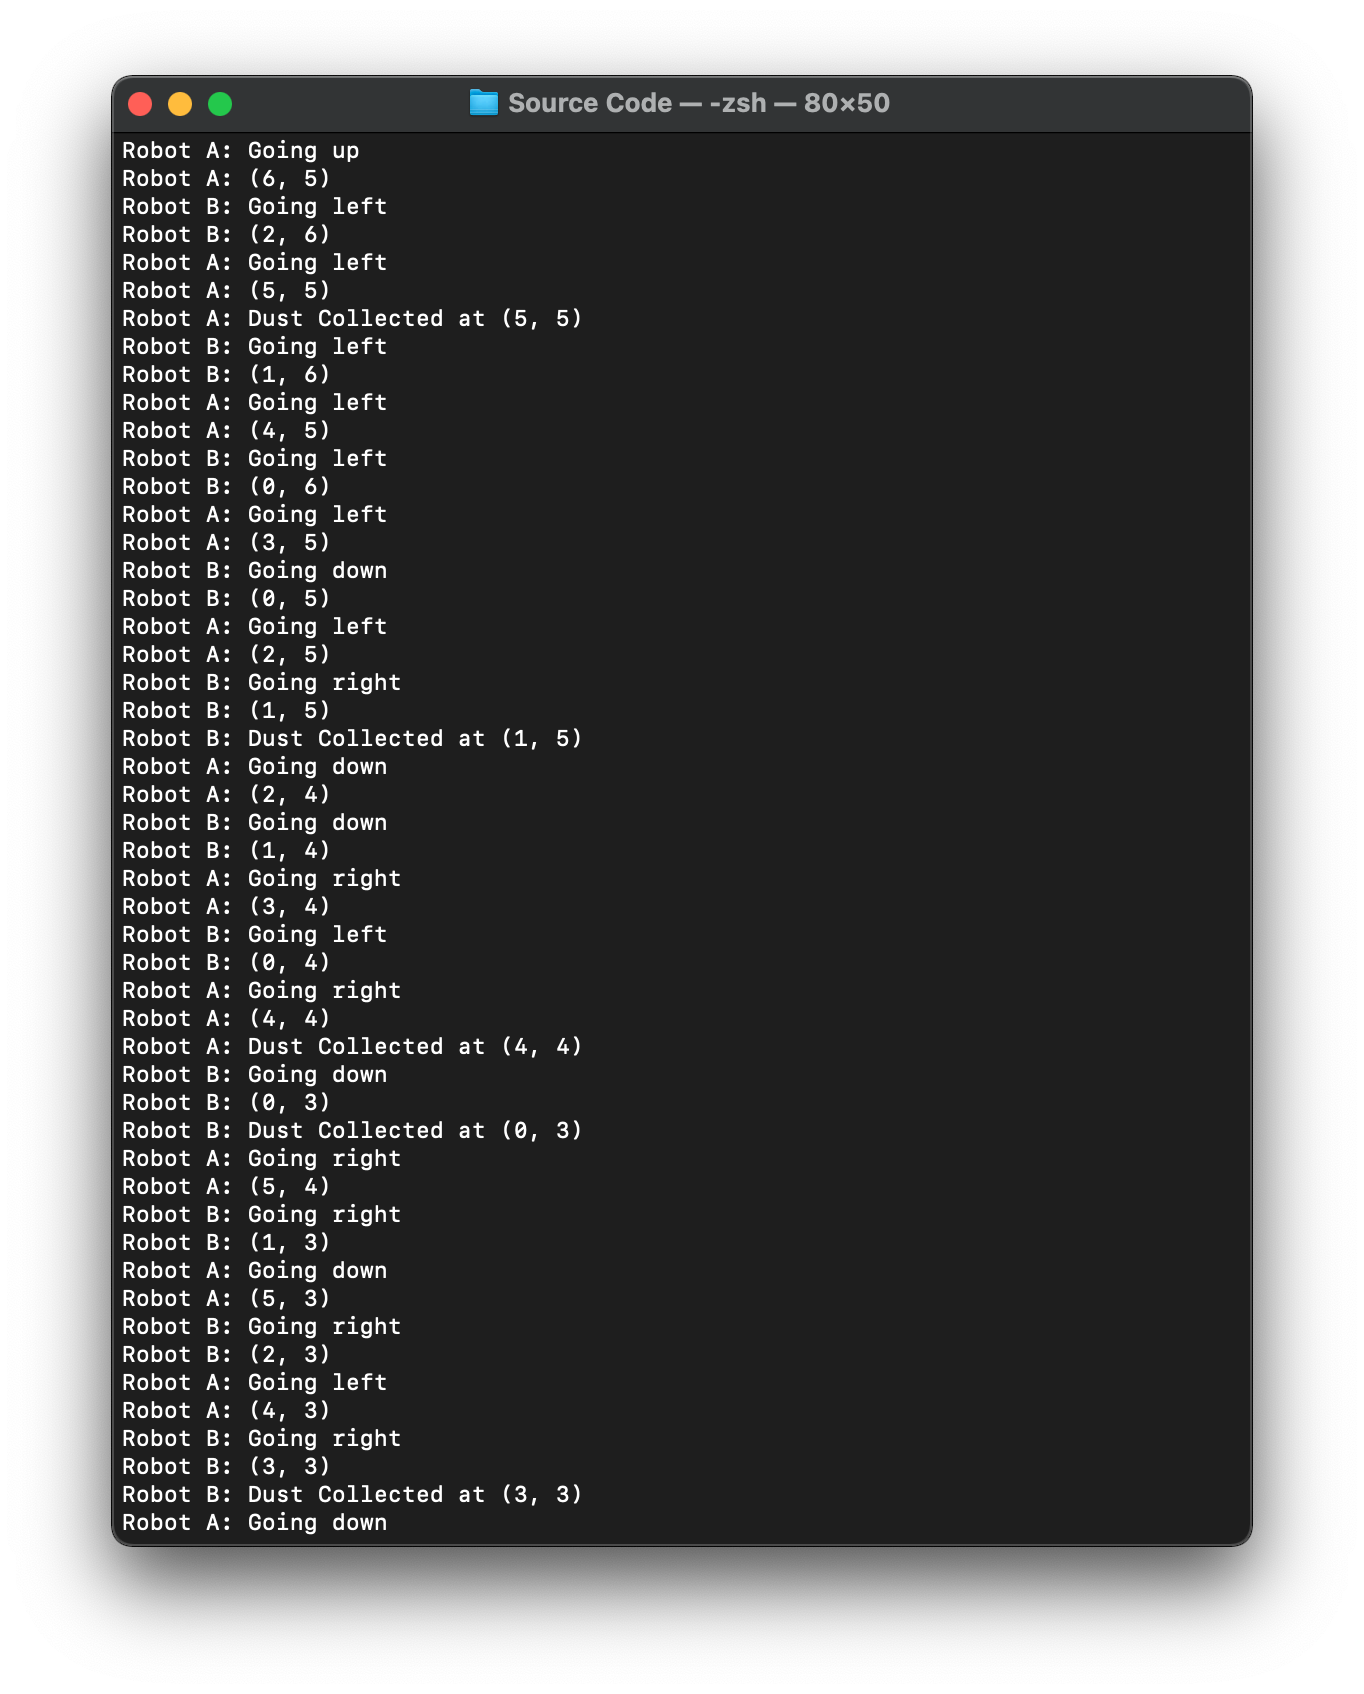 Source Code — -zsh — 80×50
Robot A: Going up
Robot A: (6, 5)
Robot B: Going left
Robot B: (2, 6)
Robot A: Going left
Robot A: (5, 5)
Robot A: Dust Collected at (5, 5)
Robot B: Going left
Robot B: (1, 6)
Robot A: Going left
Robot A: (4, 5)
Robot B: Going left
Robot B: (0, 6)
Robot A: Going left
Robot A: (3, 5)
Robot B: Going down
Robot B: (0, 5)
Robot A: Going left
Robot A: (2, 5)
Robot B: Going right
Robot B: (1, 5)
Robot B: Dust Collected at (1, 5)
Robot A: Going down
Robot A: (2, 4)
Robot B: Going down
Robot B: (1, 4)
Robot A: Going right
Robot A: (3, 4)
Robot B: Going left
Robot B: (0, 4)
Robot A: Going right
Robot A: (4, 4)
Robot A: Dust Collected at (4, 4)
Robot B: Going down
Robot B: (0, 3)
Robot B: Dust Collected at (0, 3)
Robot A: Going right
Robot A: (5, 4)
Robot B: Going right
Robot B: (1, 3)
Robot A: Going down
Robot A: (5, 3)
Robot B: Going right
Robot B: (2, 3)
Robot A: Going left
Robot A: (4, 3)
Robot B: Going right
Robot B: (3, 3)
Robot B: Dust Collected at (3, 3)
Robot A: Going down